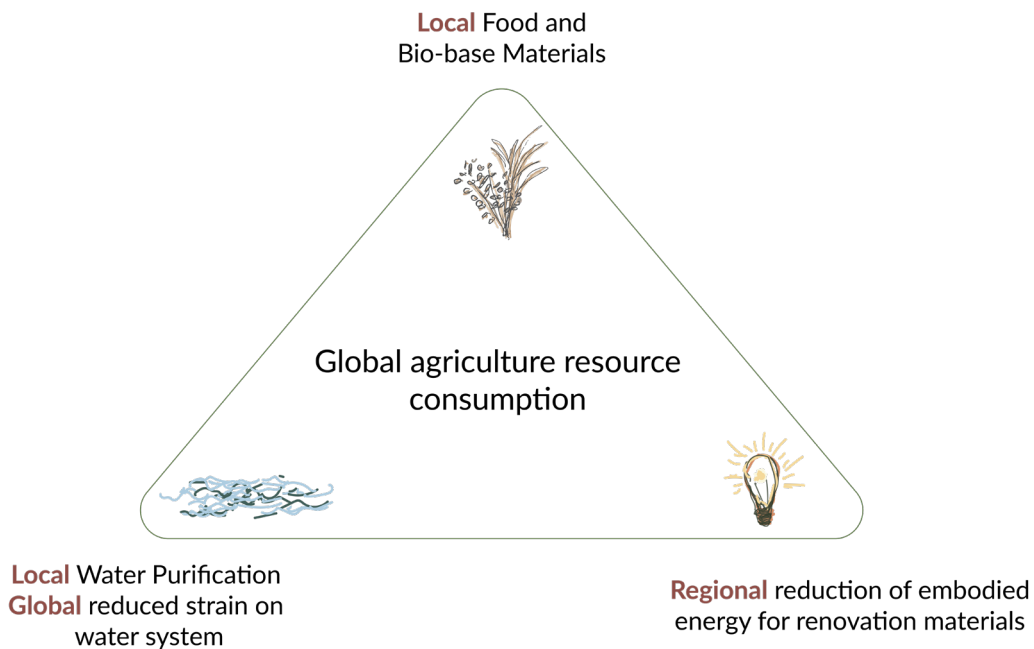 Local Food and
Bio-base Materials
Global agriculture resource
consumption
Local Water Purification
Global reduced strain on
water system
Regional reduction of embodied
energy for renovation materials